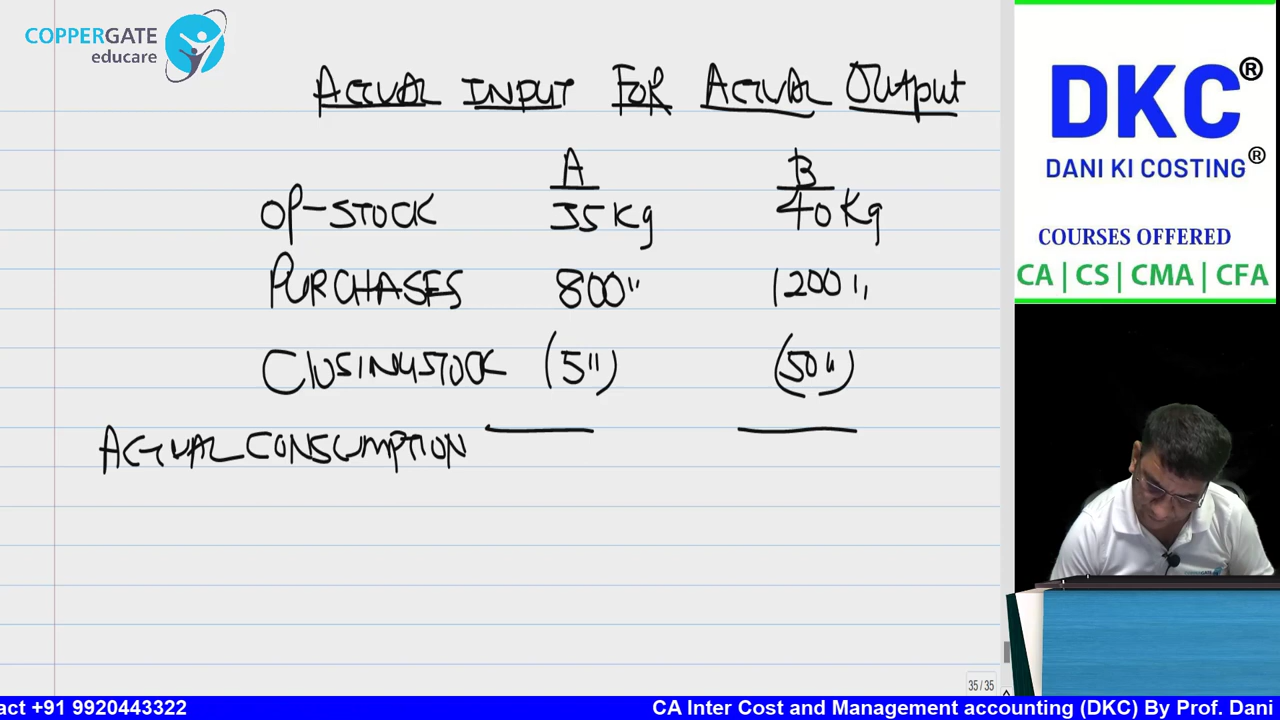 COPPERGATE
educare
ACTUAL INPUT FOR ACTUAL OUTPUT
A B
OP-STOCK 35 Kg 40 Kg
PURCHASES 800 " 1200 "
CLOSING STOCK (5 ") (50 ")
ACTUAL CONSUMPTION
35/35
DKC®
DANI KI COSTING®
COURSES OFFERED
CA | CS | CMA | CFA
act +91 9920443322 CA Inter Cost and Management accounting (DKC) By Prof. Dani